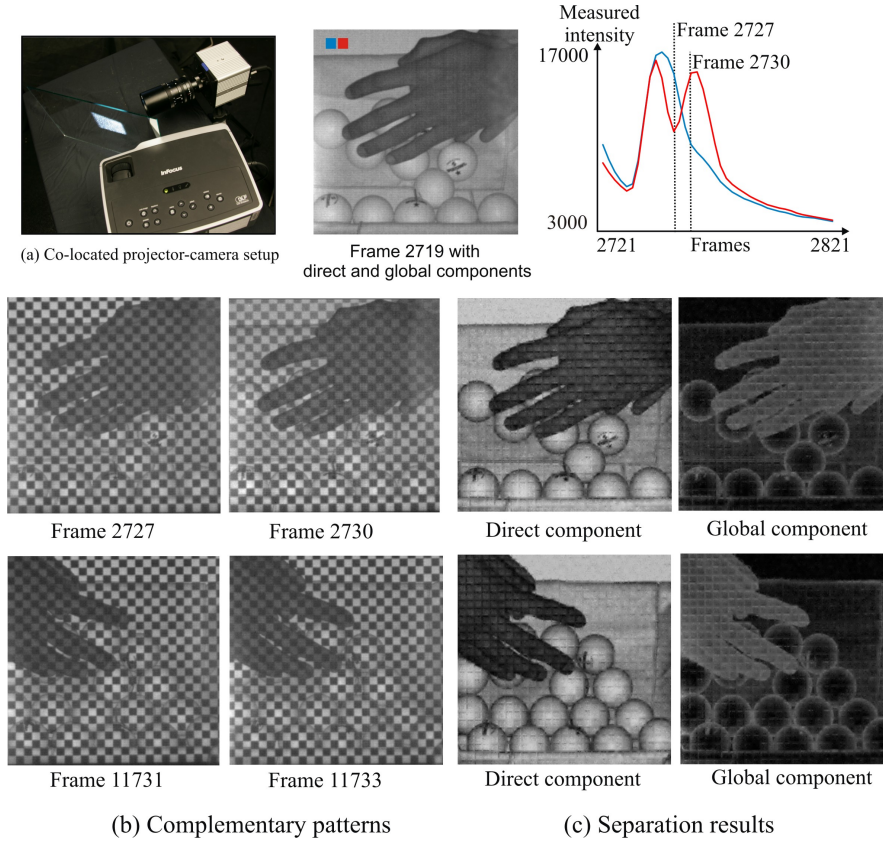 Measured
intensity
17000
Frame 2727
Frame 2730
3000
2721
Frames
2821
InFocus
(a) Co-located projector-camera setup
Frame 2719 with
direct and global components
Frame 2727
Frame 2730
Direct component
Global component
Frame 11731
Frame 11733
Direct component
Global component
(b) Complementary patterns
(c) Separation results